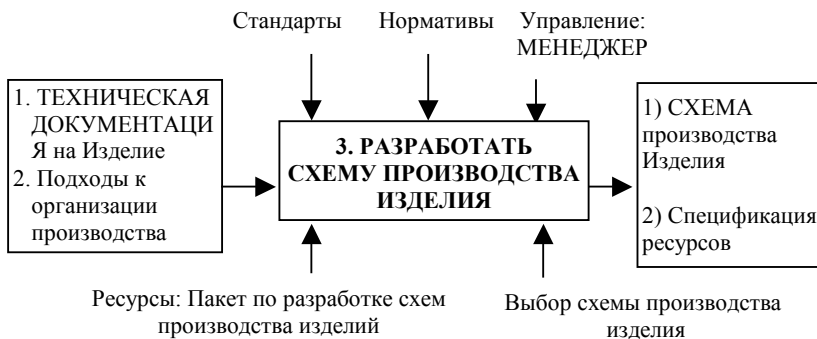 Стандарты
Нормативы
Управление:
МЕНЕДЖЕР
1. ТЕХНИЧЕСКАЯ
ДОКУМЕНТАЦИ
Я на Изделие
2. Подходы к
организации
производства
3. РАЗРАБОТАТЬ
СХЕМУ ПРОИЗВОДСТВА
ИЗДЕЛИЯ
1) СХЕМА
производства
Изделия
2) Спецификация
ресурсов
Ресурсы: Пакет по разработке схем
производства изделий
Выбор схемы производства
изделия